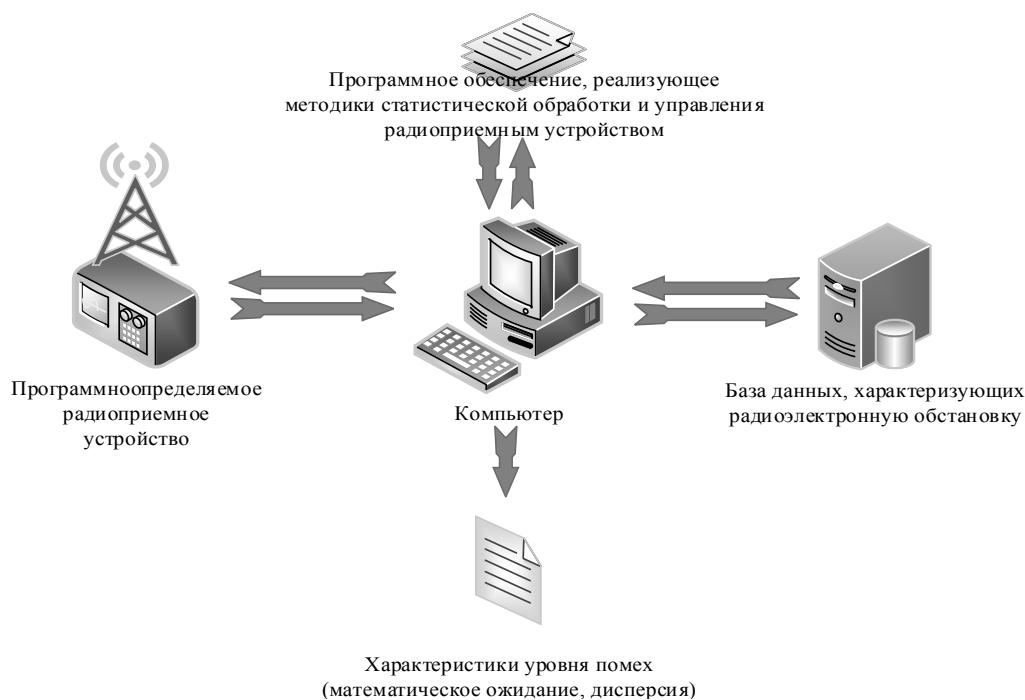 Программное обеспечение, реализующее
методики статистической обработки и управления
радиоприемным устройством
Программноопределяемое
радиоприемное
устройство
Компьютер
База данных, характеризующих
радиоэлектронную обстановку
Характеристики уровня помех
(математическое ожидание, дисперсия)